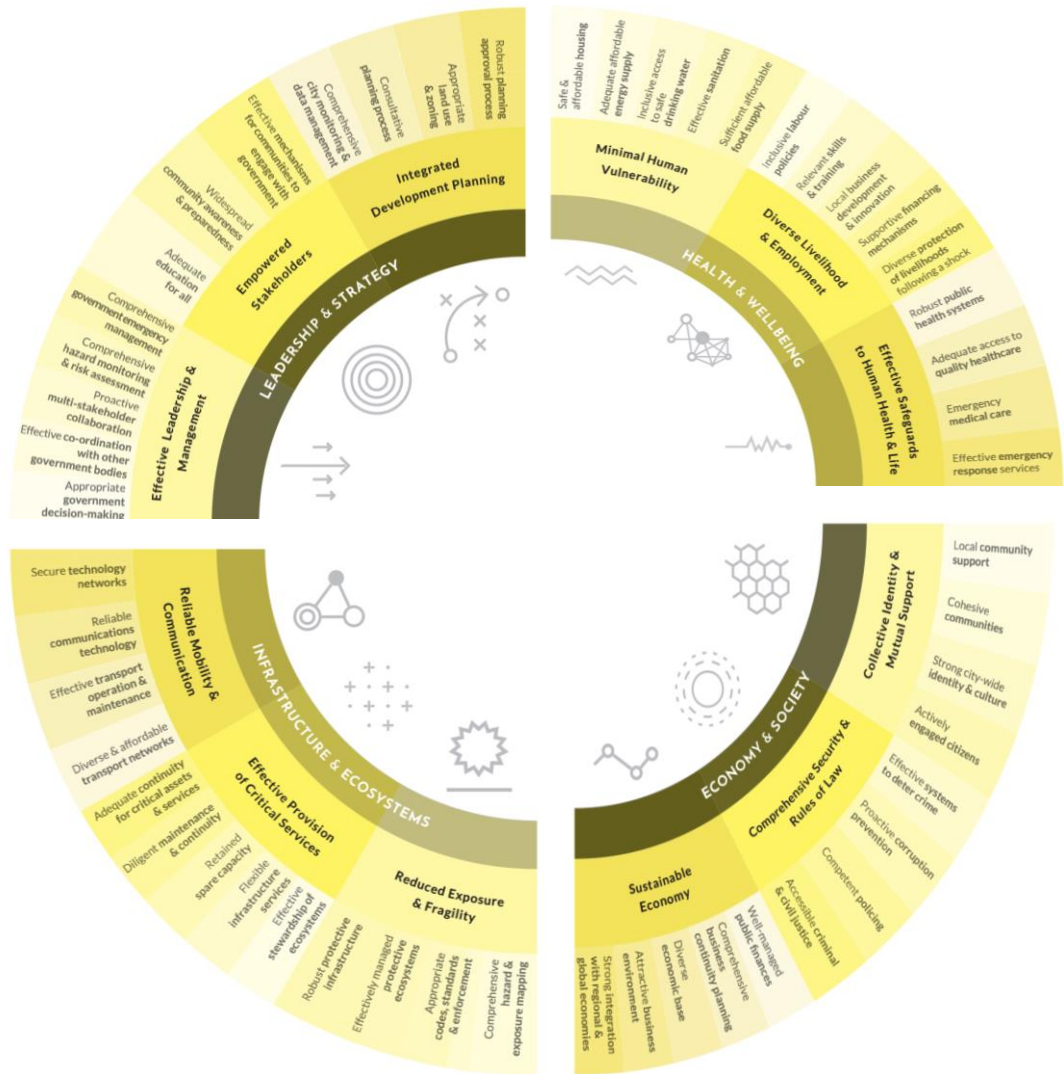 LEADERSHIP & STRATEGY
Integrated
Development Planning
Robust planning
approval process
Appropriate
land use
& zoning
Consultative
planning process
Comprehensive
city monitoring &
data management
Empowered
Stakeholders
Effective mechanisms
for communities to
engage with
government
Widespread
community awareness
& preparedness
Adequate
education
for all
Effective Leadership &
Management
Comprehensive
government emergency
management
Comprehensive
hazard monitoring
& risk assessment
Proactive
multi-stakeholder
collaboration
Effective co-ordination
with other
government bodies
Appropriate
government
decision-making
HEALTH & WELLBEING
Minimal Human
Vulnerability
Safe &
affordable housing
Adequate affordable
energy supply
Inclusive access
to safe
drinking water
Effective sanitation
Sufficient affordable
food supply
Diverse Livelihood
& Employment
Inclusive labour
policies
Relevant skills
& training
Local business
development
& innovation
Supportive financing
mechanisms
Diverse protection
of livelihoods
following a shock
Effective Safeguards
to Human Health & Life
Robust public
health systems
Adequate access to
quality healthcare
Emergency
medical care
Effective emergency
response services
INFRASTRUCTURE & ECOSYSTEMS
Reliable Mobility &
Communication
Secure technology
networks
Reliable
communications
technology
Effective transport
operation &
maintenance
Diverse & affordable
transport networks
Effective Provision
of Critical Services
Adequate continuity
for critical assets
& services
Diligent maintenance
& continuity
Retained
spare capacity
Flexible
infrastructure
services
Effective
stewardship of
ecosystems
Reduced Exposure
& Fragility
Robust protective
infrastructure
Effectively managed
protective
ecosystems
Appropriate
codes, standards
& enforcement
Comprehensive
hazard &
exposure mapping
ECONOMY & SOCIETY
Collective Identity &
Mutual Support
Local community
support
Cohesive
communities
Strong city-wide
identity & culture
Actively
engaged citizens
Comprehensive Security &
Rules of Law
Effective systems
to deter crime
Proactive corruption
prevention
Competent policing
Accessible criminal
& civil justice
Sustainable
Economy
Well-managed
public finances
Comprehensive
business
continuity planning
Diverse
economic base
Attractive business
environment
Strong integration
with regional &
global economies